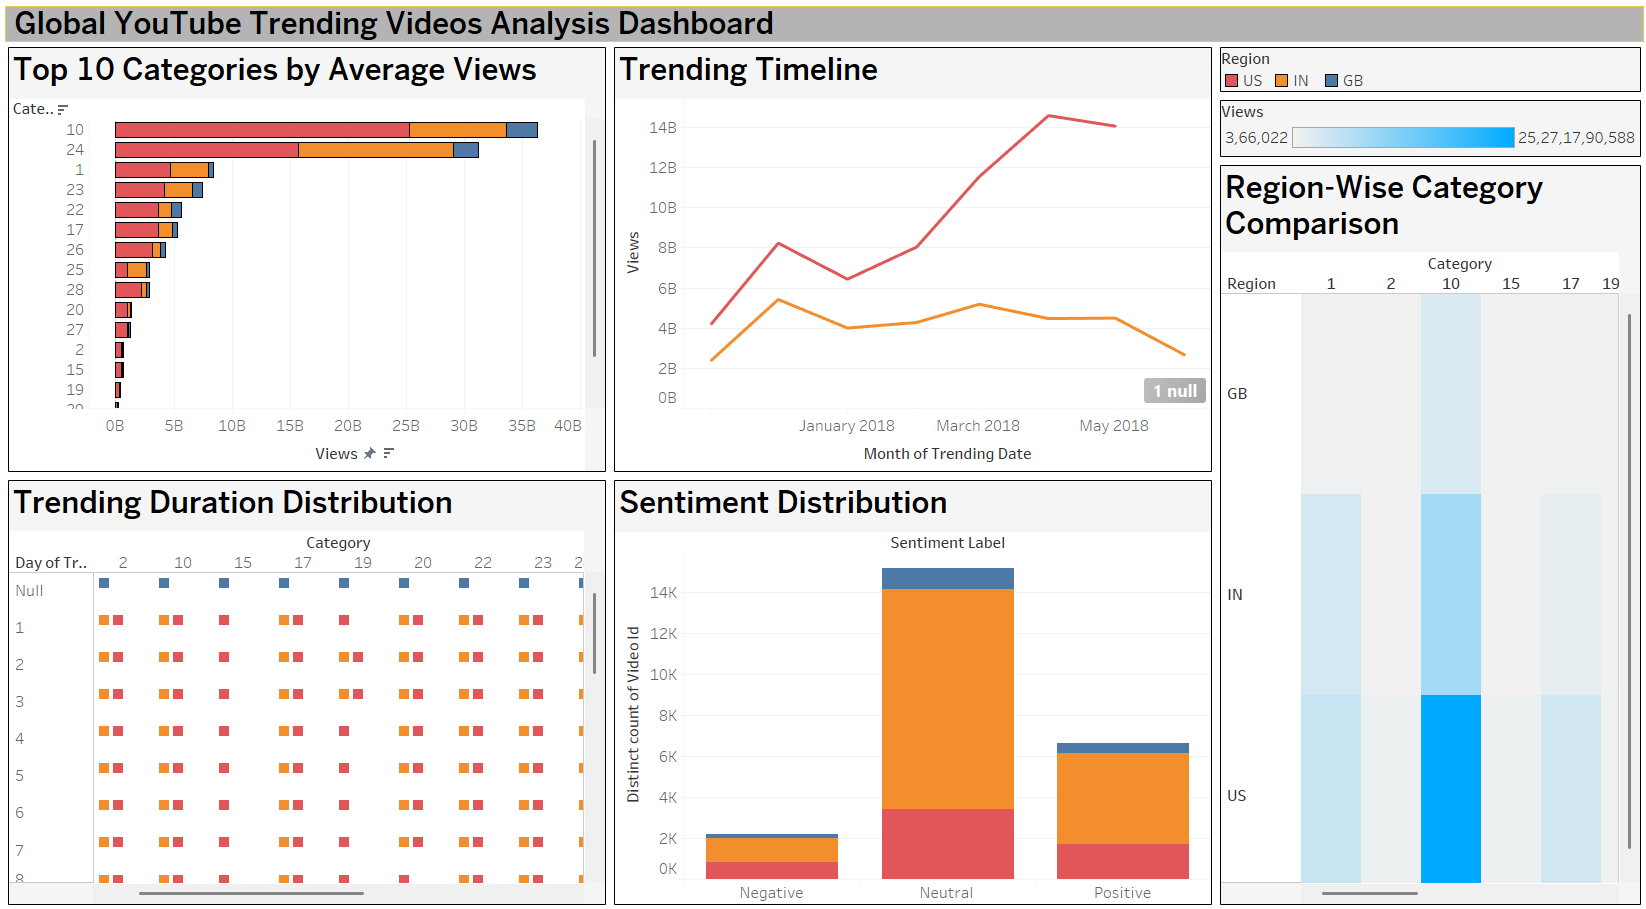 Global YouTube Trending Videos Analysis Dashboard
Top 10 Categories by Average Views
Cate..
10
24
1
23
22
17
26
25
28
20
27
2
15
19
0B 5B 10B 15B 20B 25B 30B 35B 40B
Views
Trending Timeline
14B
12B
10B
8B
6B
4B
2B
0B
Views
1 null
January 2018 March 2018 May 2018
Month of Trending Date
Region
US IN GB
Views
3,66,022 25,27,17,90,588
Region-Wise Category
Comparison
Category
Region 1 2 10 15 17 19
GB
IN
US
Trending Duration Distribution
Category
Day of Tr.. 2 10 15 17 19 20 22 23
Null
1
2
3
4
5
6
7
8
Sentiment Distribution
Sentiment Label
14K
12K
10K
8K
6K
4K
2K
0K
Distinct count of Video Id
Negative Neutral Positive